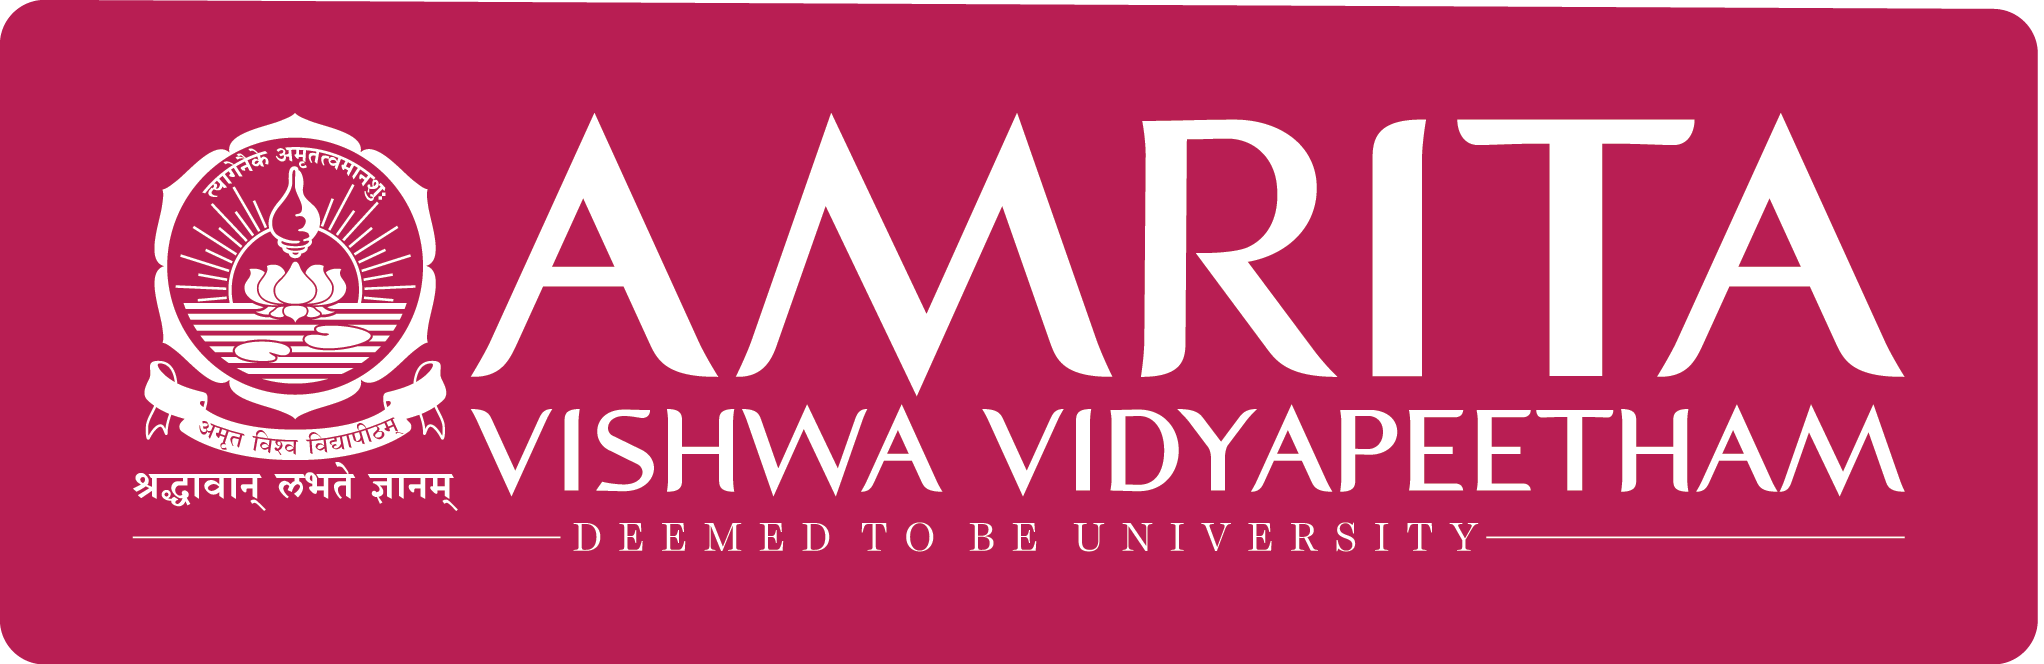 त्यागेनैके अमृतत्वमानशुः
अमृत विश्व विद्यापीठम्
श्रद्धावान् लभते ज्ञानम्
AMRITA
VISHWA VIDYAPEETHAM
DEEMED TO BE UNIVERSITY